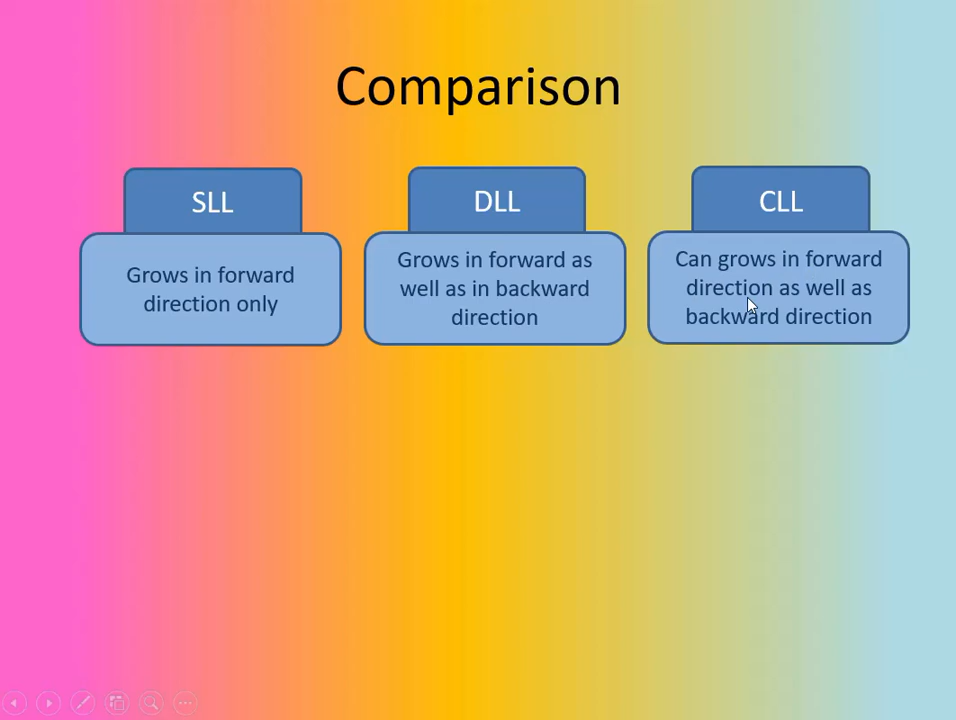 Comparison
SLL
Grows in forward
direction only
DLL
Grows in forward as
well as in backward
direction
CLL
Can grows in forward
direction as well as
backward direction